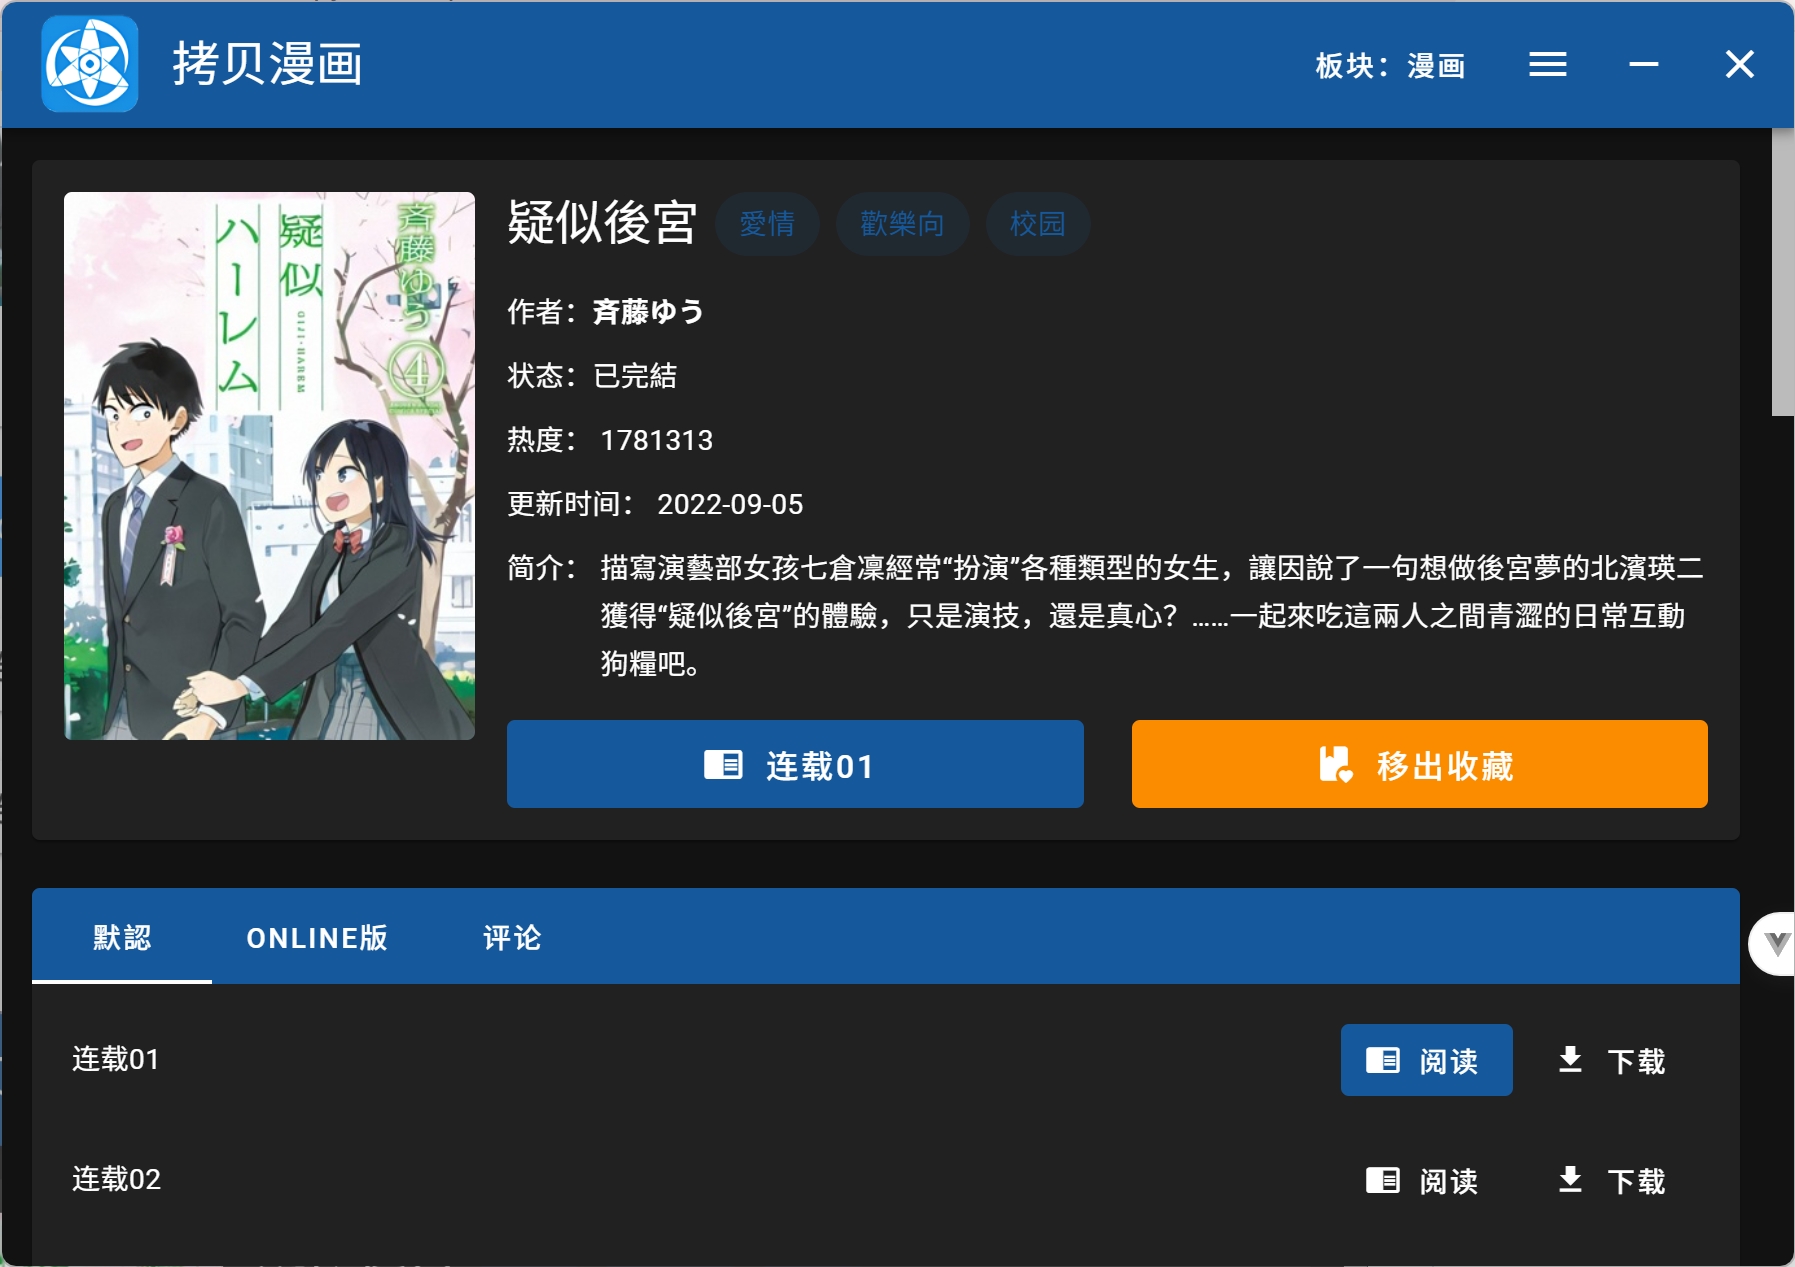 拷贝漫画
板块：漫画
斉藤ゆう
疑似
ハーレム
GIJI-HAREM
4
疑似後宮
愛情
歡樂向
校园
作者：斉藤ゆう
状态：已完結
热度： 1781313
更新时间： 2022-09-05
简介： 描寫演藝部女孩七倉凜經常“扮演”各種類型的女生，讓因說了一句想做後宮夢的北濱瑛二
獲得“疑似後宮”的體驗，只是演技，還是真心？……一起來吃這兩人之間青澀的日常互動
狗糧吧。
连载01
移出收藏
默認
ONLINE版
评论
连载01
阅读
下载
连载02
阅读
下载